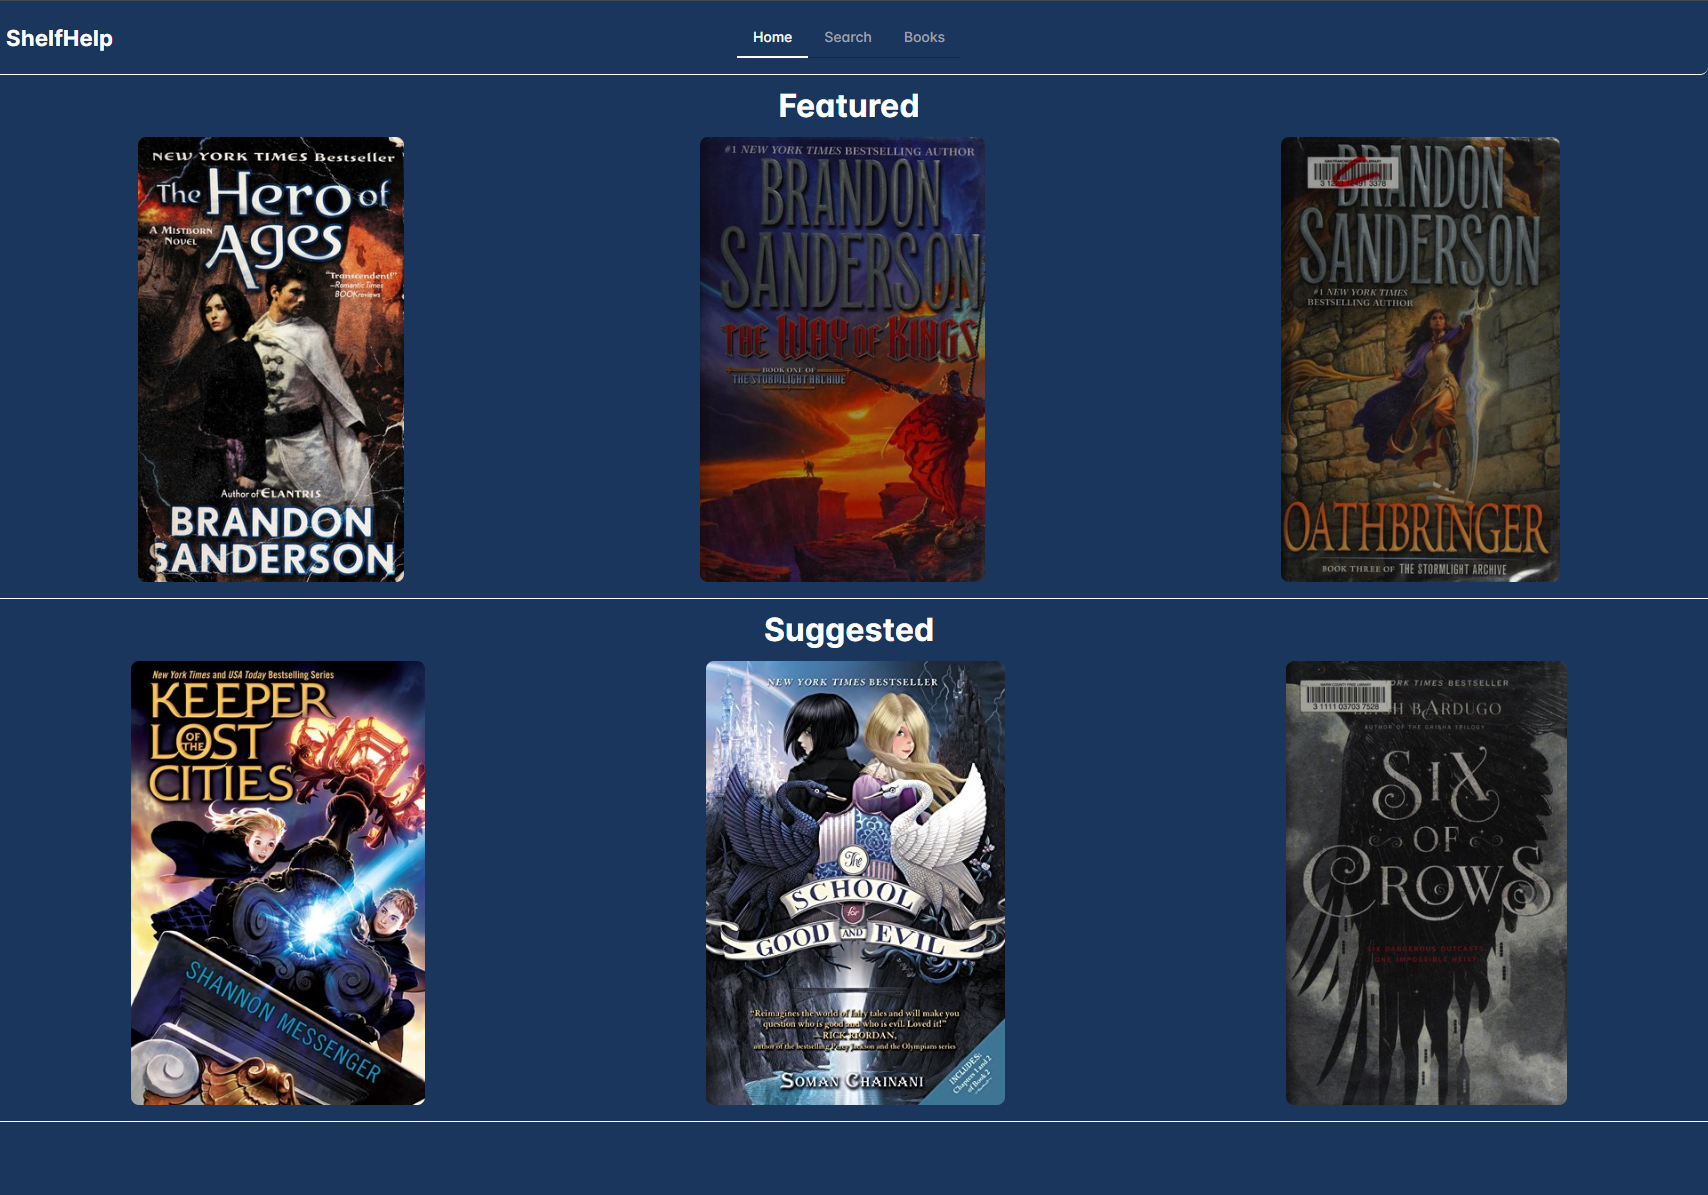 ShelfHelp
Home
Search
Books
Featured
NEW YORK TIMES Bestseller
The Hero of
Ages
A MISTBORN
NOVEL
"Transcendent!"
—Romantic Times
BOOKreviews
Author of ELANTRIS
BRANDON
SANDERSON
#1 NEW YORK TIMES BESTSELLING AUTHOR
BRANDON
SANDERSON
THE WAY OF KINGS
BOOK ONE OF
THE STORMLIGHT ARCHIVE
BRANDON
SANDERSON
#1 NEW YORK TIMES
BESTSELLING AUTHOR
OATHBRINGER
BOOK THREE OF THE STORMLIGHT ARCHIVE
Suggested
New York Times and USA Today Bestselling Series
KEEPER
OF THE
LOST
CITIES
SHANNON MESSENGER
NEW YORK TIMES BESTSELLER
The
SCHOOL
for
GOOD AND EVIL
"Reimagines the world of fairy tales and will make you
question who is good and who is evil. Loved it!"
—RICK RIORDAN,
author of the bestselling Percy Jackson and the Olympians series
SOMAN CHAINANI
INCLUDES:
Chapters 1 and 2
of Book 2
TIMES BESTSELLER
3 1111 03703 7528
BARDUGO
AUTHOR OF THE GRISHA TRILOGY
SIX
OF
CROWS
SIX DANGEROUS OUTCASTS.
ONE IMPOSSIBLE HEIST.